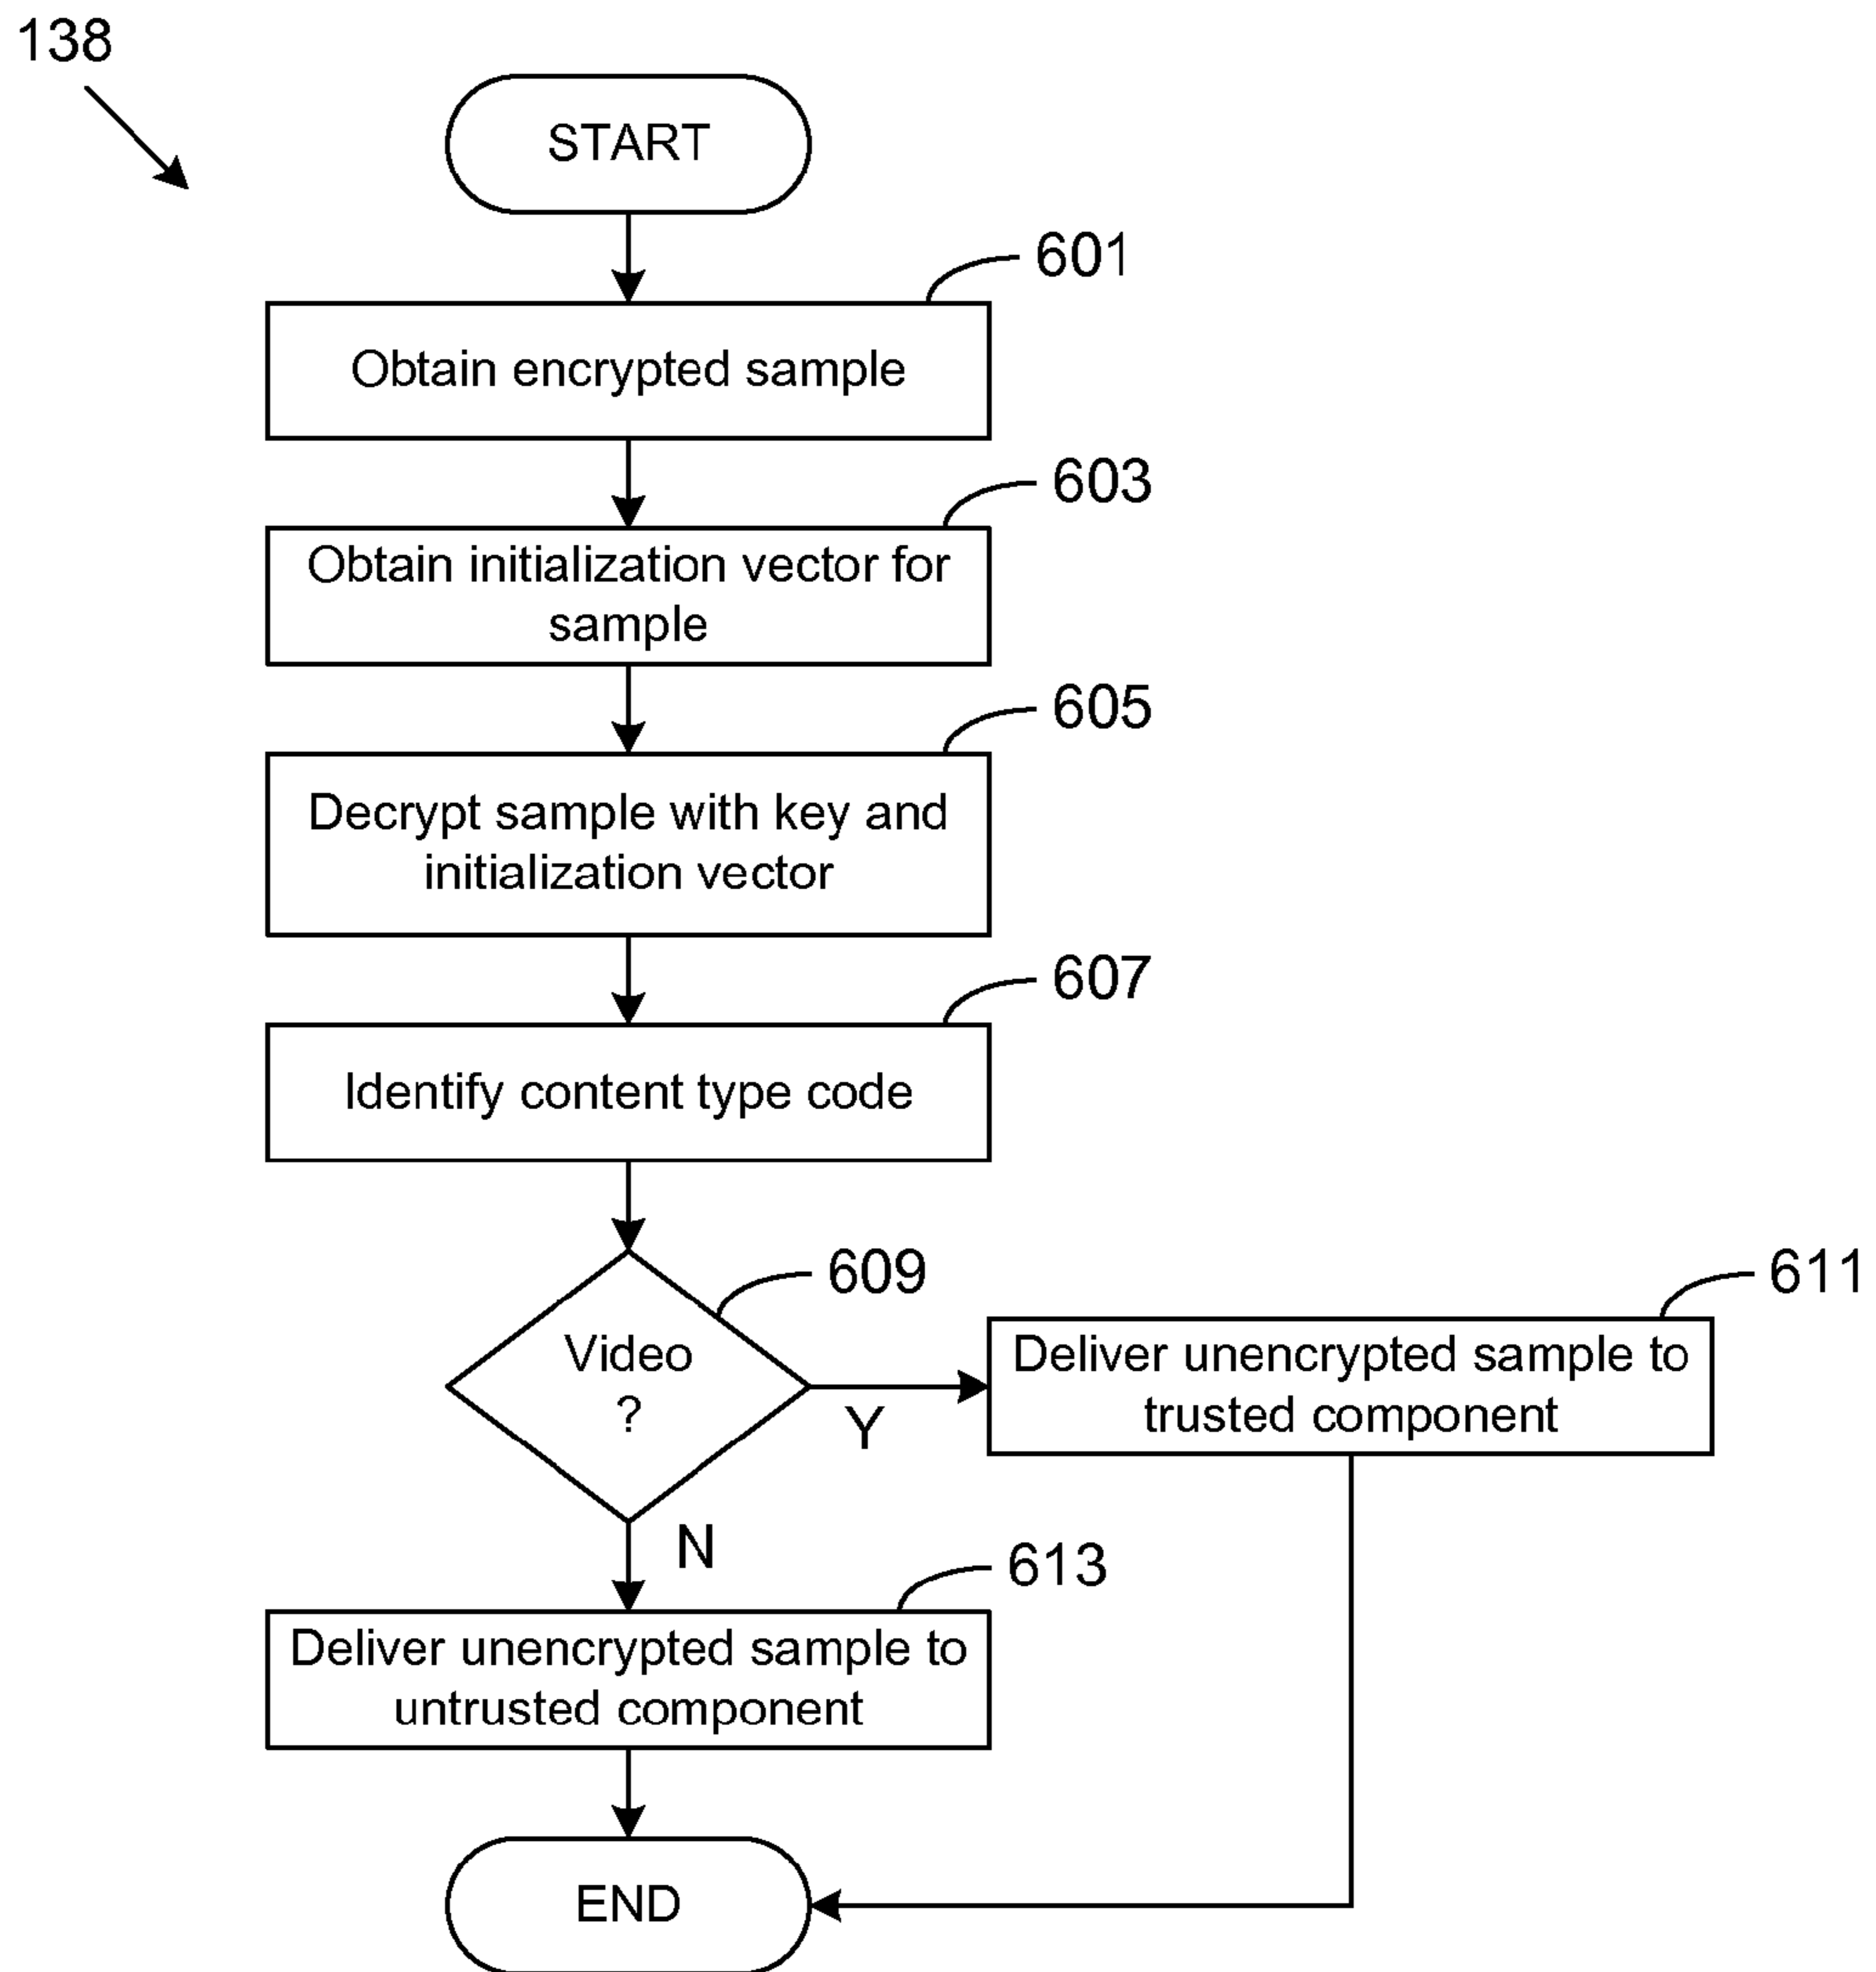 138
START
601
Obtain encrypted sample
603
Obtain initialization vector for
sample
605
Decrypt sample with key and
initialization vector
607
Identify content type code
609
Video
?
Y
611
Deliver unencrypted sample to
trusted component
N
613
Deliver unencrypted sample to
untrusted component
END